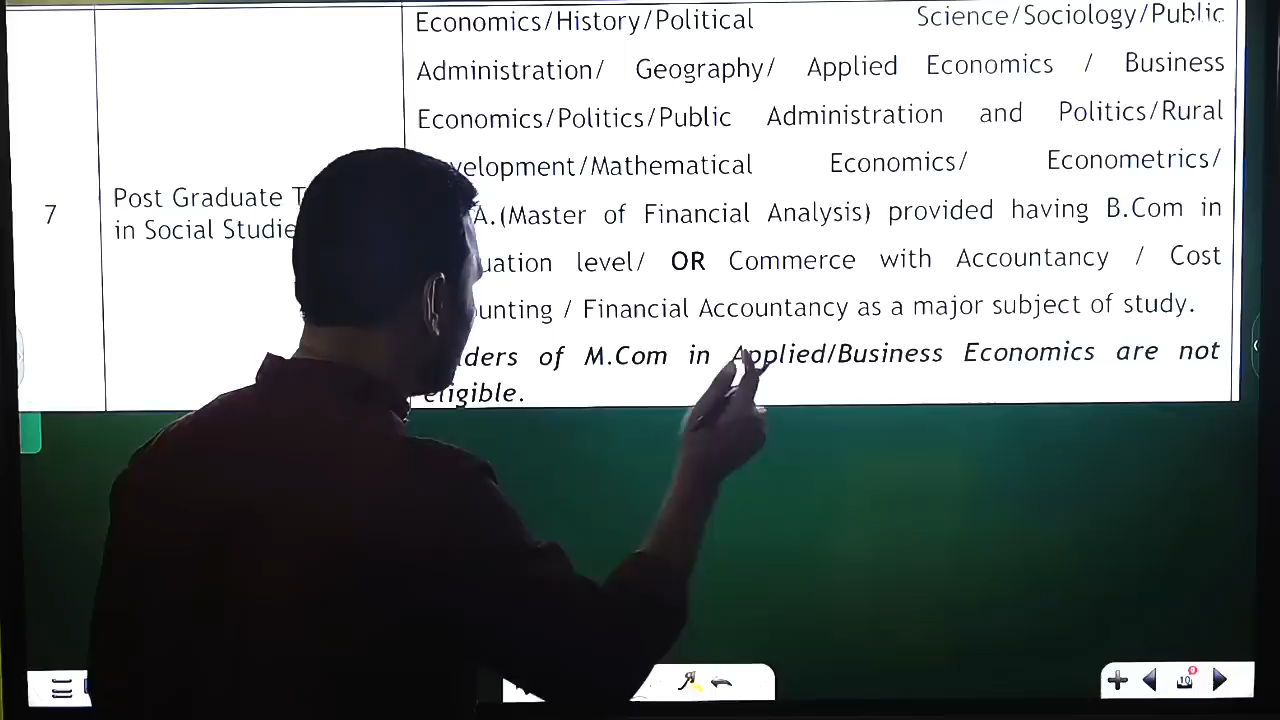 Economics/History/Political Science/Sociology/Public
Administration/ Geography/ Applied Economics / Business
Economics/Politics/Public Administration and Politics/Rural
velopment/Mathematical Economics/ Econometrics/
7
Post Graduate T
in Social Studie
A.(Master of Financial Analysis) provided having B.Com in
uation level/ OR Commerce with Accountancy / Cost
unting / Financial Accountancy as a major subject of study.
ders of M.Com in Applied/Business Economics are not
eligible.